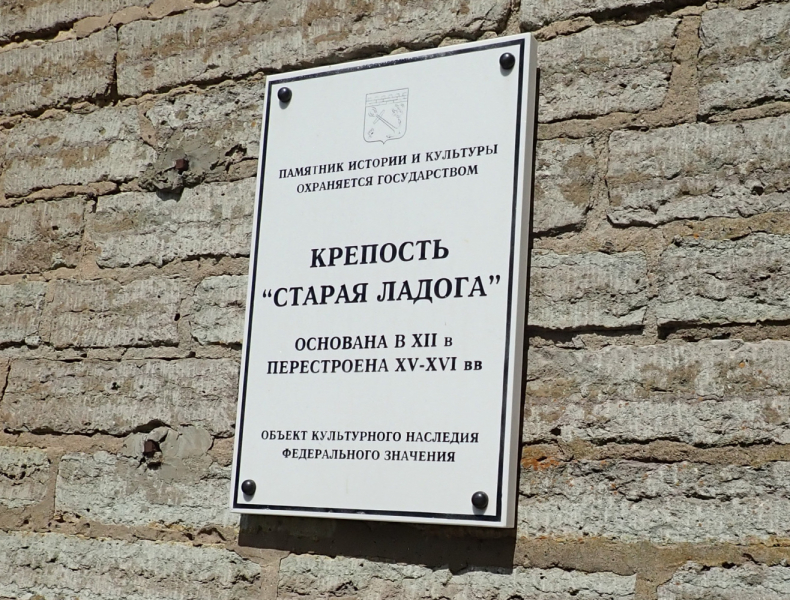 ПАМЯТНИК ИСТОРИИ И КУЛЬТУРЫ
ОХРАНЯЕТСЯ ГОСУДАРСТВОМ
КРЕПОСТЬ
“СТАРАЯ ЛАДОГА”
ОСНОВАНА В XII в
ПЕРЕСТРОЕНА XV-XVI вв
ОБЪЕКТ КУЛЬТУРНОГО НАСЛЕДИЯ
ФЕДЕРАЛЬНОГО ЗНАЧЕНИЯ